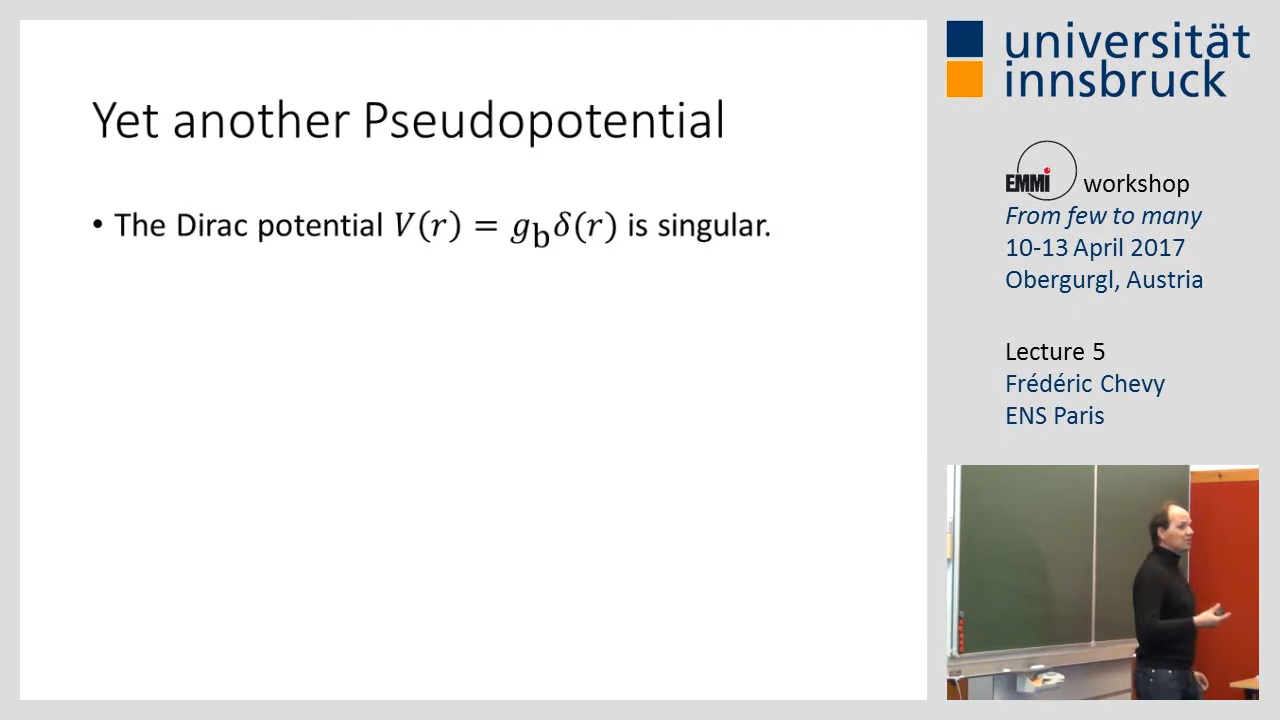 Yet another Pseudopotential
• The Dirac potential V(r) = g_b δ(r) is singular.
universität
innsbruck
EMMI workshop
From few to many
10-13 April 2017
Obergurgl, Austria
Lecture 5
Frédéric Chevy
ENS Paris